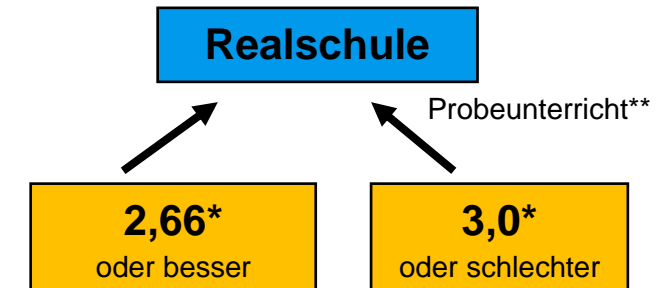 Realschule
Probeunterricht**
2,66*
oder besser
3,0*
oder schlechter